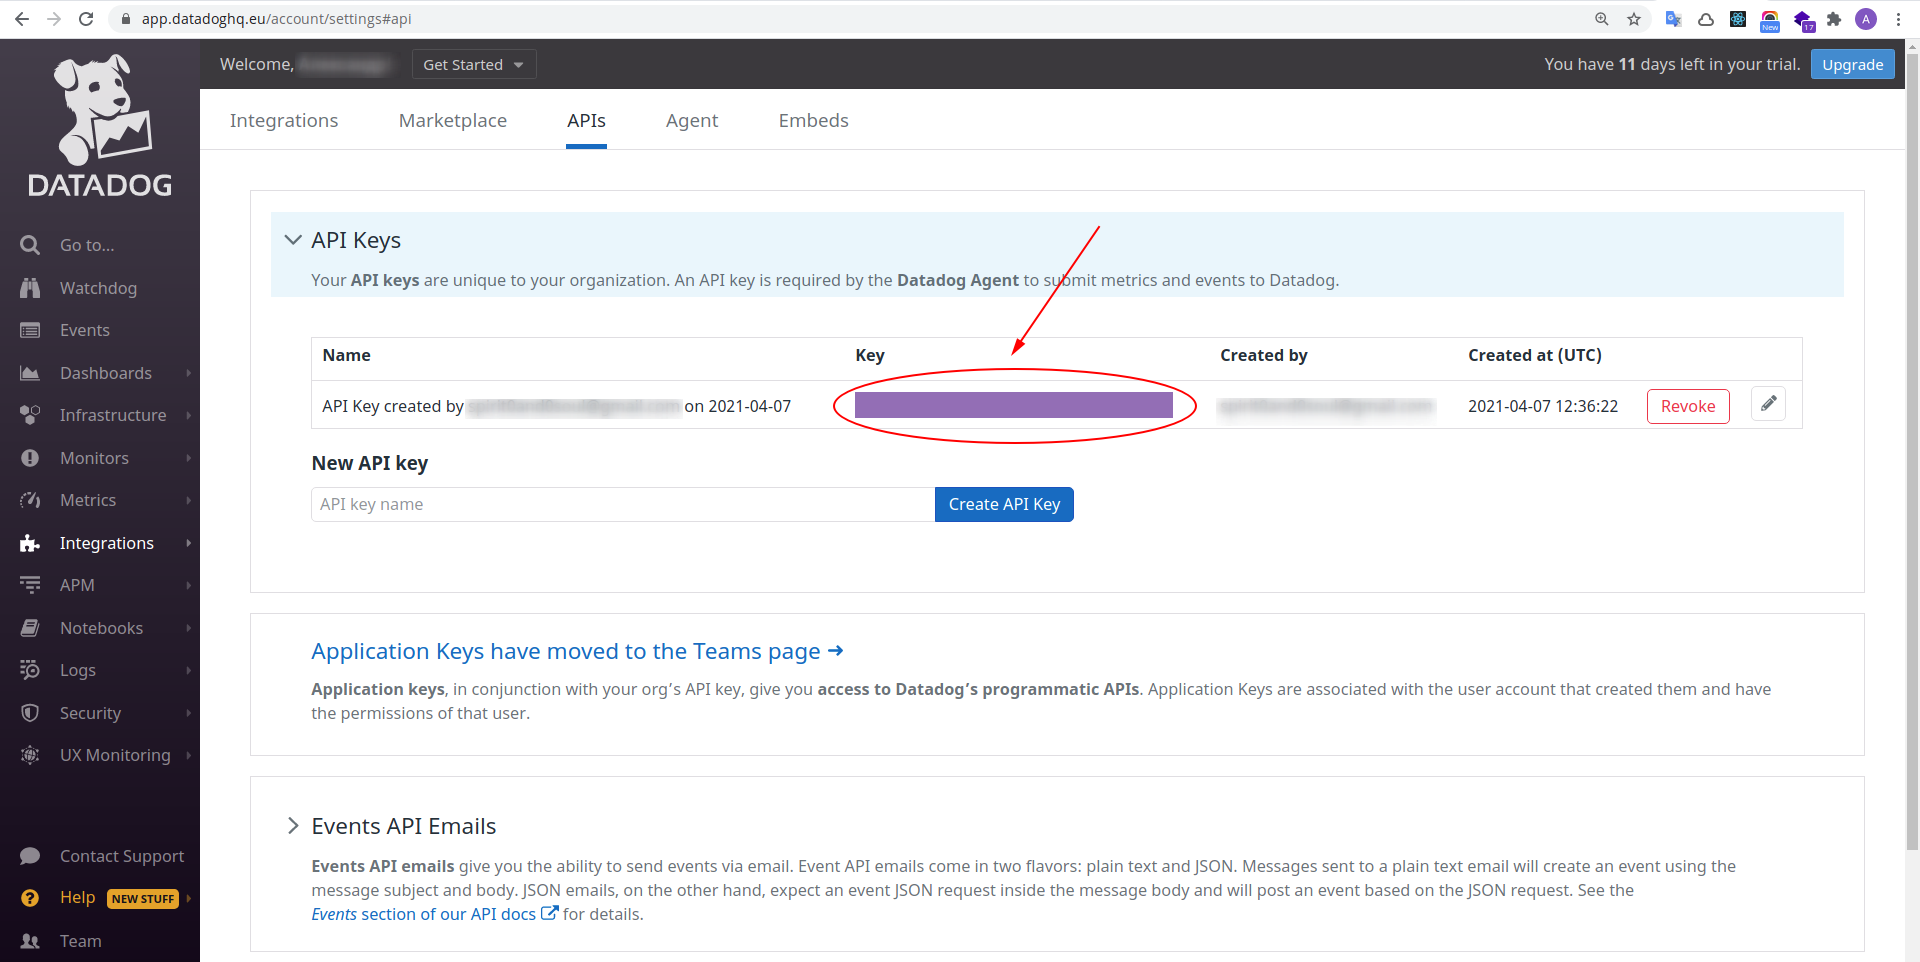 app.datadoghq.eu/account/settings#api
New
17
A
DATADOG
Welcome,
Get Started
You have 11 days left in your trial.
Upgrade
Integrations
Marketplace
APIs
Agent
Embeds
Go to...
Watchdog
Events
Dashboards
Infrastructure
Monitors
Metrics
Integrations
APM
Notebooks
Logs
Security
UX Monitoring
Contact Support
Help NEW STUFF
Team
API Keys
Your API keys are unique to your organization. An API key is required by the Datadog Agent to submit metrics and events to Datadog.
Name Key Created by Created at (UTC)
API Key created by on 2021-04-07 2021-04-07 12:36:22 Revoke
New API key
API key name Create API Key
Application Keys have moved to the Teams page →
Application keys, in conjunction with your org’s API key, give you access to Datadog’s programmatic APIs. Application Keys are associated with the user account that created them and have
the permissions of that user.
Events API Emails
Events API emails give you the ability to send events via email. Event API emails come in two flavors: plain text and JSON. Messages sent to a plain text email will create an event using the
message subject and body. JSON emails, on the other hand, expect an event JSON request inside the message body and will post an event based on the JSON request. See the
Events section of our API docs for details.